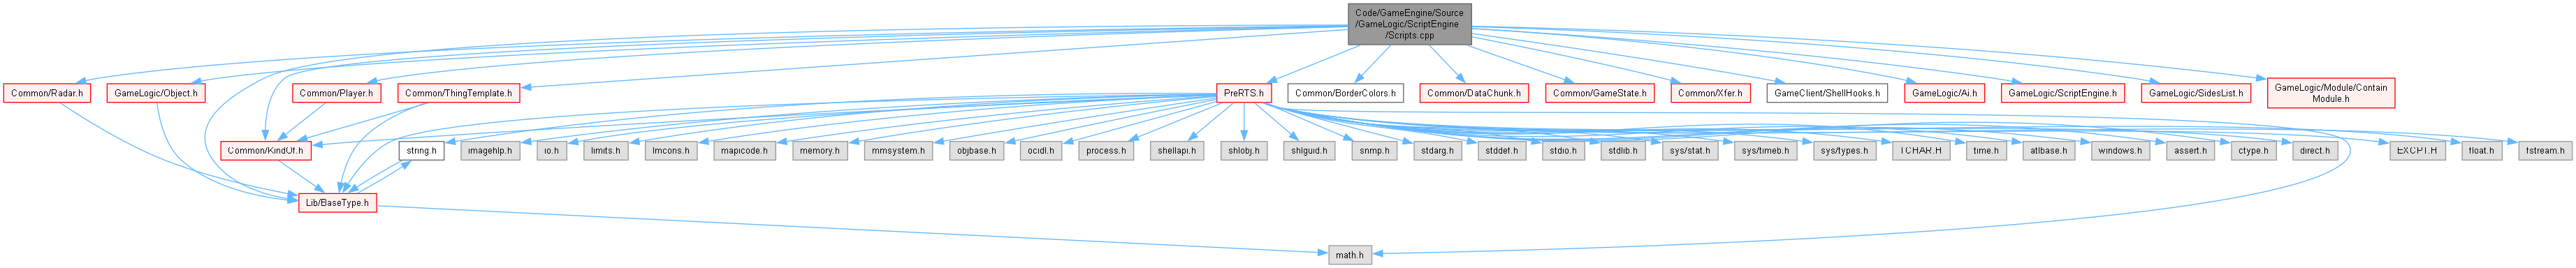 Code/GameEngine/Source
/GameLogic/ScriptEngine
/Scripts.cpp
Common/Radar.h
GameLogic/Object.h
Common/Player.h
Common/ThingTemplate.h
PreRTS.h
Common/BorderColors.h
Common/DataChunk.h
Common/GameState.h
Common/Xfer.h
GameClient/ShellHooks.h
GameLogic/Ai.h
GameLogic/ScriptEngine.h
GameLogic/SidesList.h
GameLogic/Module/Contain
Module.h
Common/KindOf.h
string.h
imagehlp.h
io.h
limits.h
lmcons.h
mapicode.h
memory.h
mmsystem.h
objbase.h
ocidl.h
process.h
shellapi.h
shlobj.h
shlguid.h
snmp.h
stdarg.h
stddef.h
stdio.h
stdlib.h
sys/stat.h
sys/timeb.h
sys/types.h
TCHAR.H
time.h
atlbase.h
windows.h
assert.h
ctype.h
direct.h
EXCPT.H
float.h
fstream.h
Lib/BaseType.h
math.h